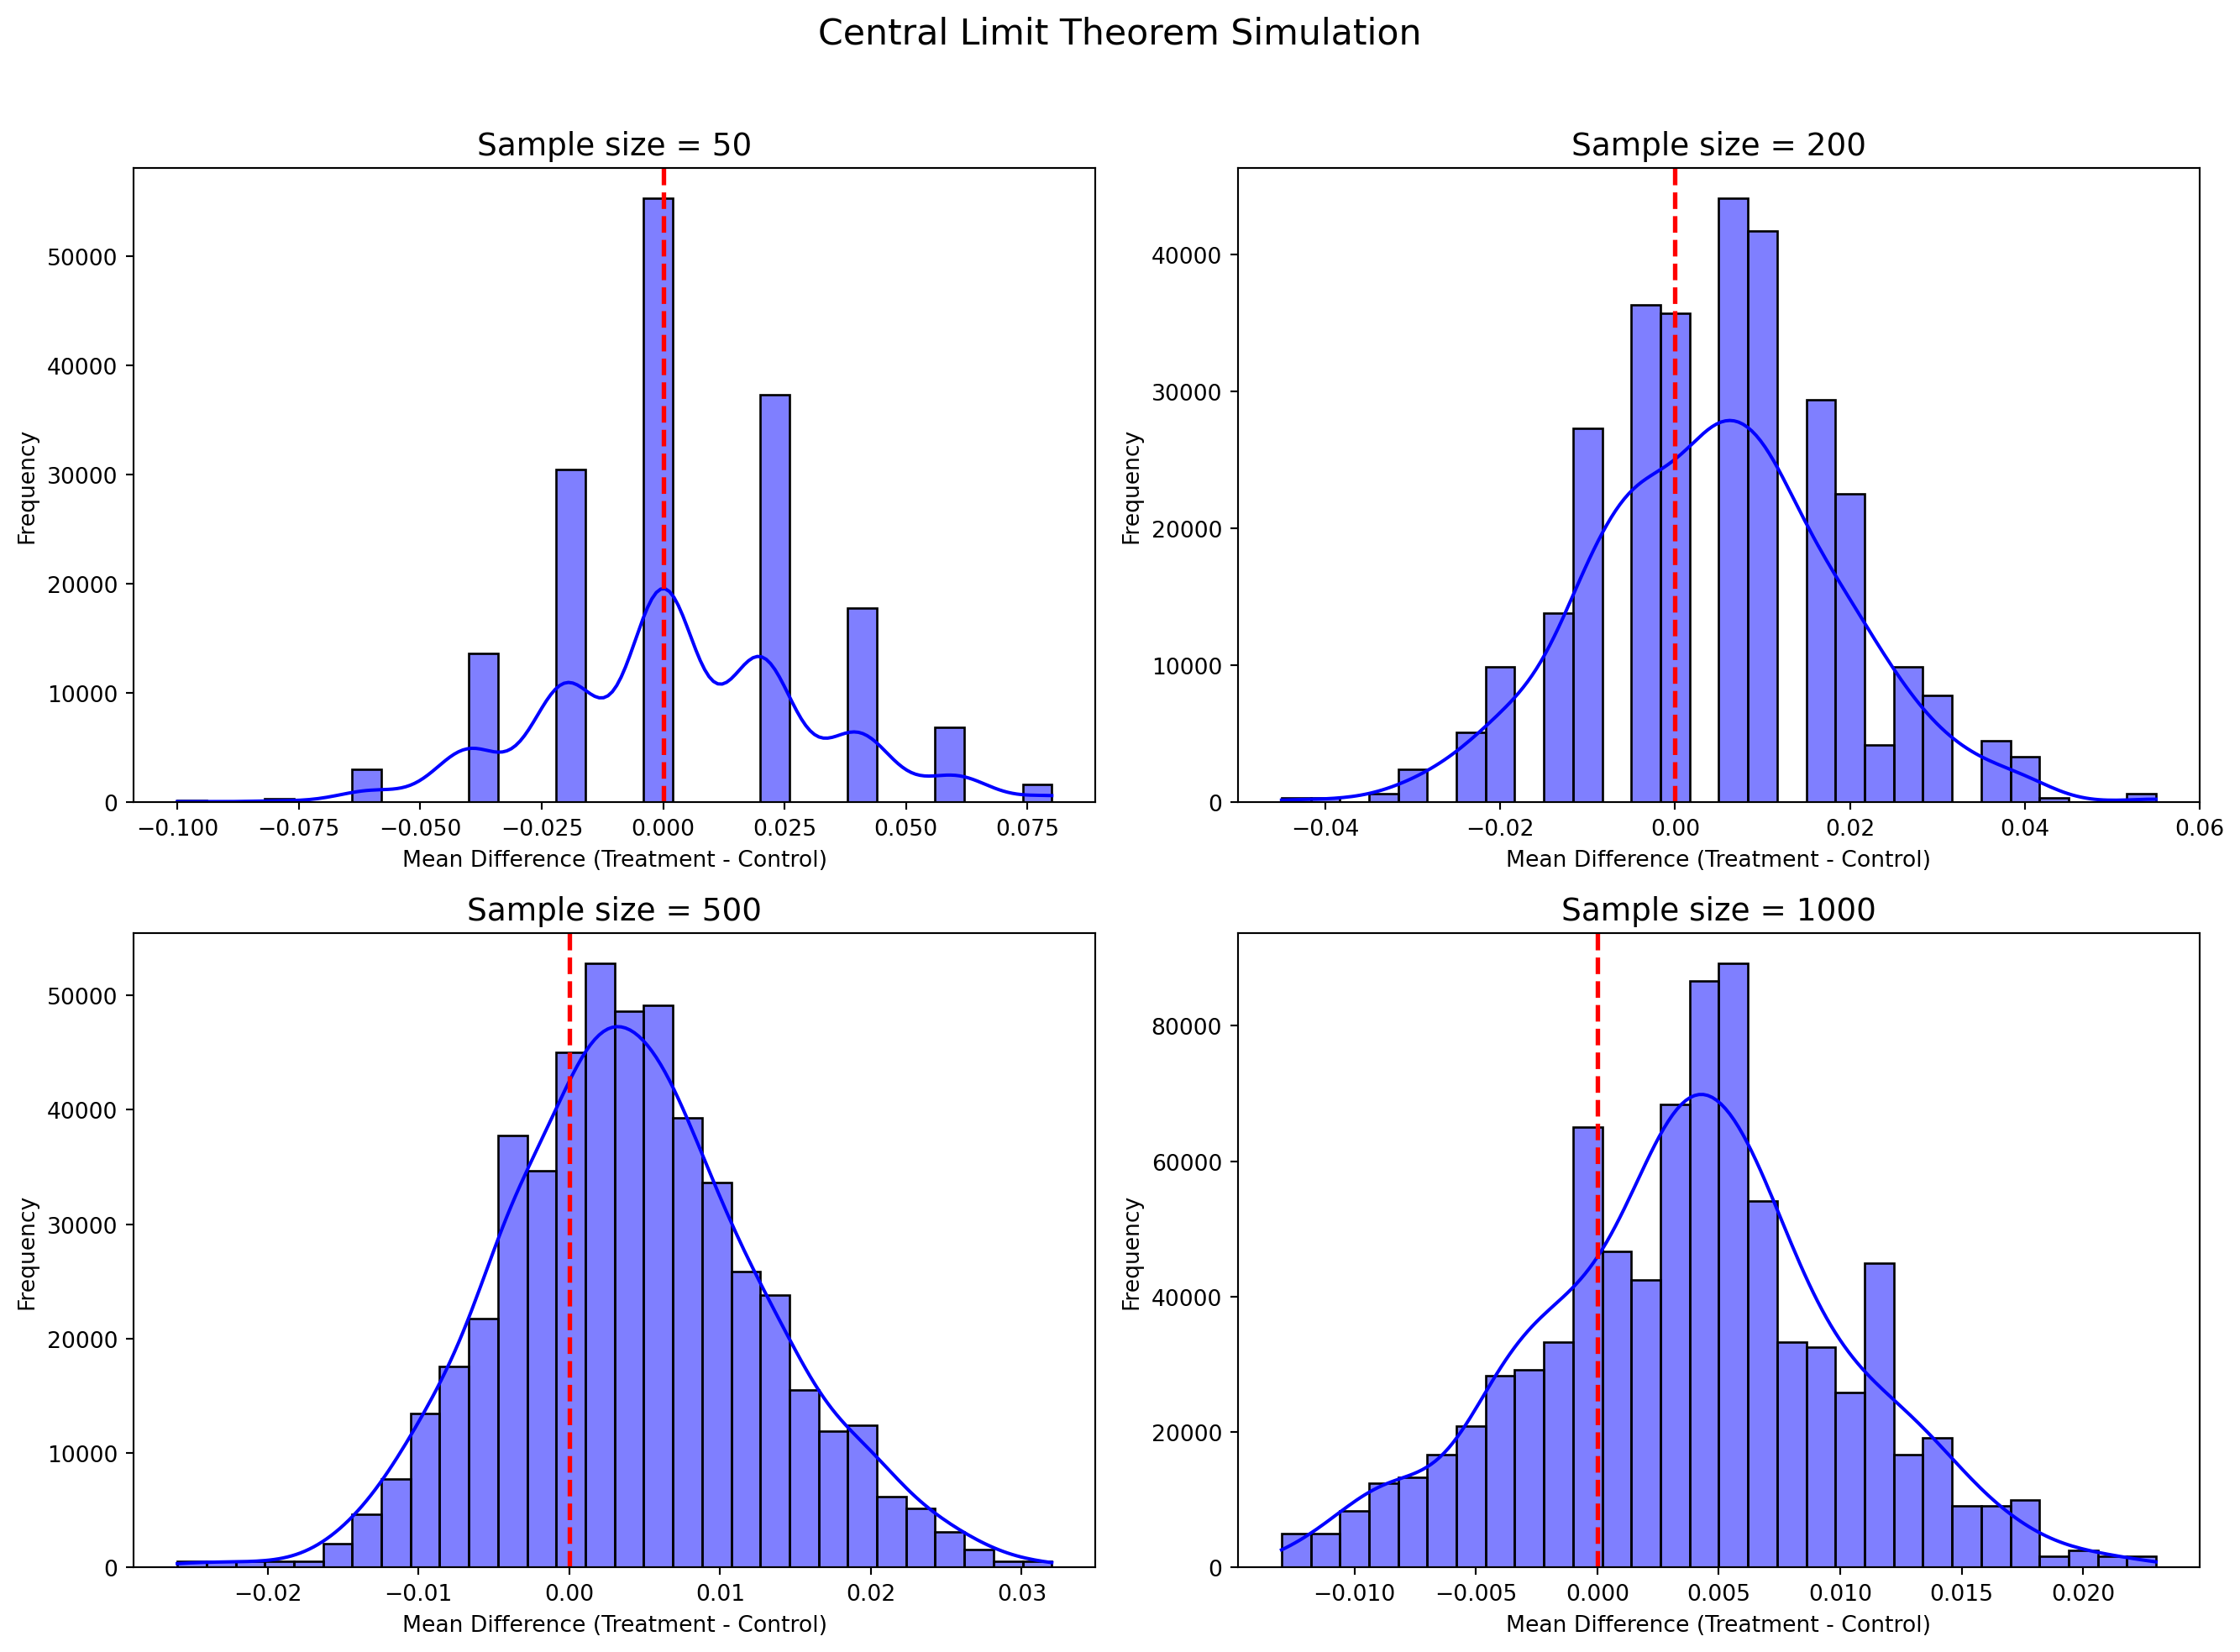 Central Limit Theorem Simulation
Sample size = 50
Frequency
50000
40000
30000
20000
10000
0
−0.100 −0.075 −0.050 −0.025 0.000 0.025 0.050 0.075
Mean Difference (Treatment - Control)
Sample size = 200
Frequency
40000
30000
20000
10000
0
−0.04 −0.02 0.00 0.02 0.04 0.06
Mean Difference (Treatment - Control)
Sample size = 500
Frequency
50000
40000
30000
20000
10000
0
−0.02 −0.01 0.00 0.01 0.02 0.03
Mean Difference (Treatment - Control)
Sample size = 1000
Frequency
80000
60000
40000
20000
0
−0.010 −0.005 0.000 0.005 0.010 0.015 0.020
Mean Difference (Treatment - Control)